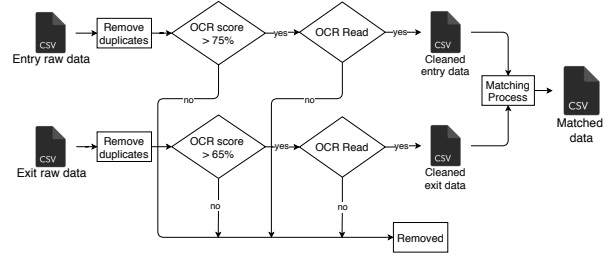 CSV
Entry raw data
Remove
duplicates
OCR score
> 75%
yes
OCR Read
yes
CSV
Cleaned
entry data
no
no
Matching
Process
CSV
Matched
data
CSV
Exit raw data
Remove
duplicates
OCR score
> 65%
yes
OCR Read
yes
CSV
Cleaned
exit data
no
no
Removed